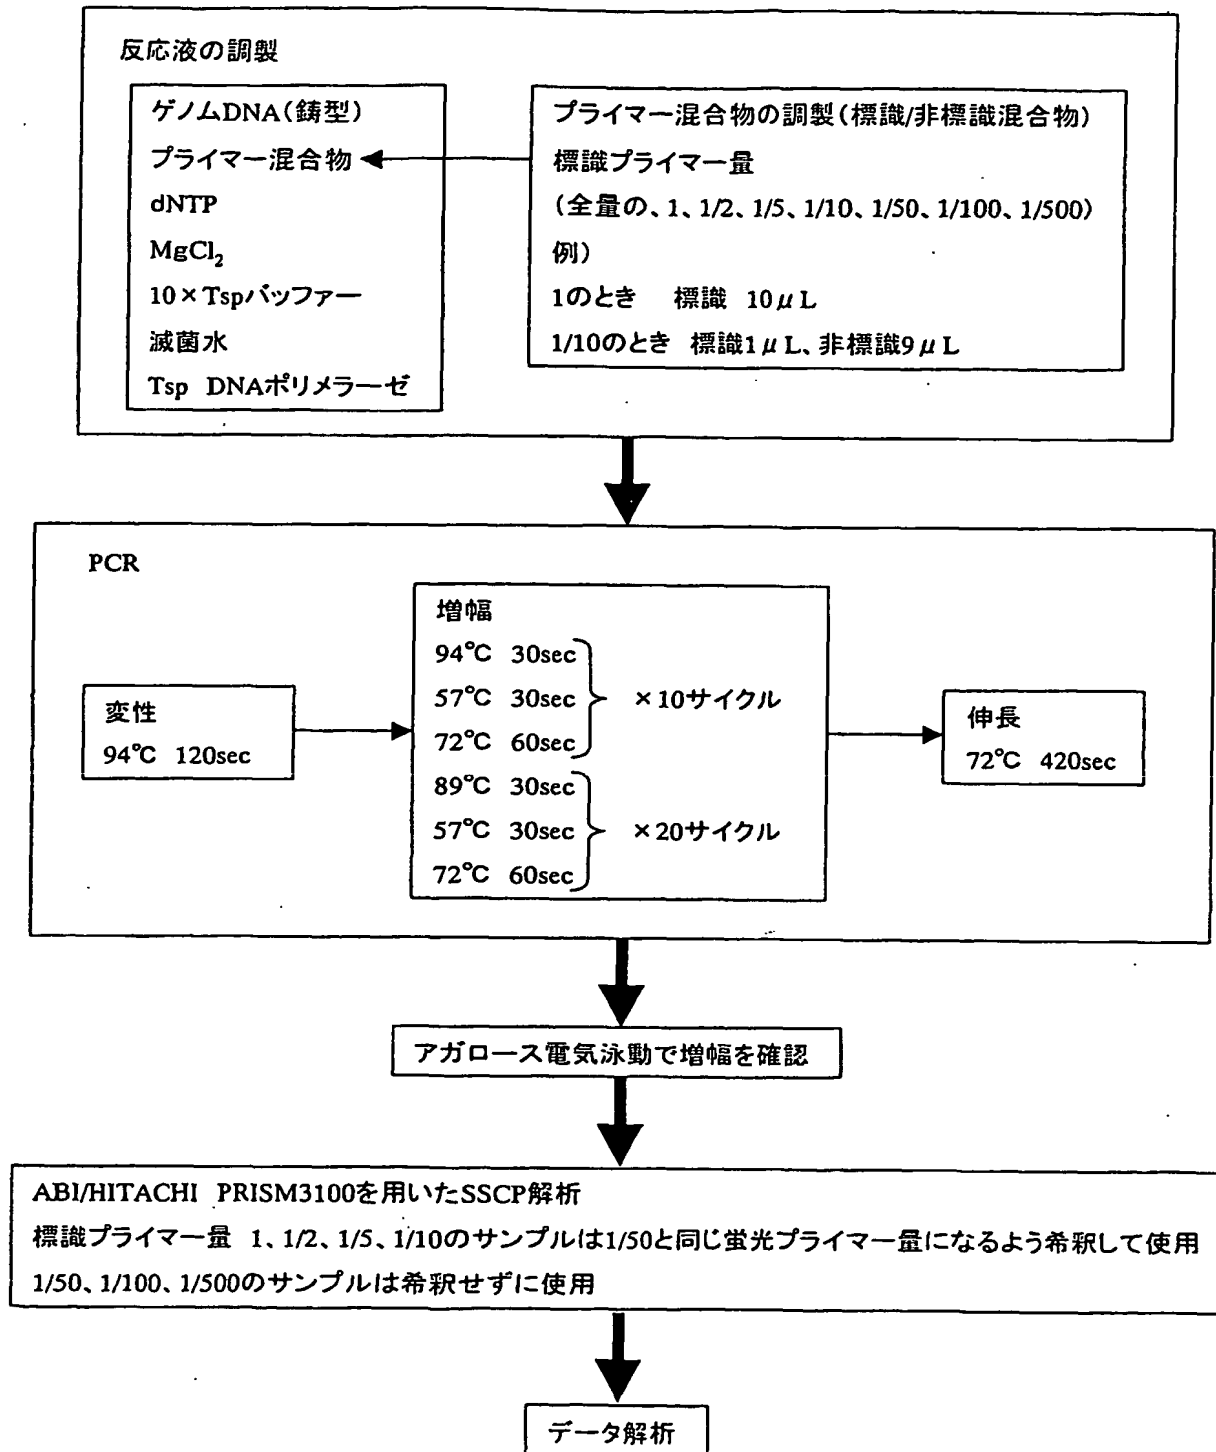 反応液の調製
ゲノムDNA(鋳型)
プライマー混合物
dNTP
MgCl2
10×Tspバッファー
滅菌水
Tsp DNAポリメラーゼ
プライマー混合物の調製(標識/非標識混合物)
標識プライマー量
(全量の、1、1/2、1/5、1/10、1/50、1/100、1/500)
例)
1のとき 標識 10μL
1/10のとき 標識1μL、非標識9μL
PCR
変性
94℃ 120sec
増幅
94℃ 30sec
57℃ 30sec
×10サイクル
72℃ 60sec
89℃ 30sec
57℃ 30sec
×20サイクル
72℃ 60sec
伸長
72℃ 420sec
アガロース電気泳動で増幅を確認
ABI/HITACHI PRISM3100を用いたSSCP解析
標識プライマー量 1、1/2、1/5、1/10のサンプルは1/50と同じ蛍光プライマー量になるよう希釈して使用
1/50、1/100、1/500のサンプルは希釈せずに使用
データ解析